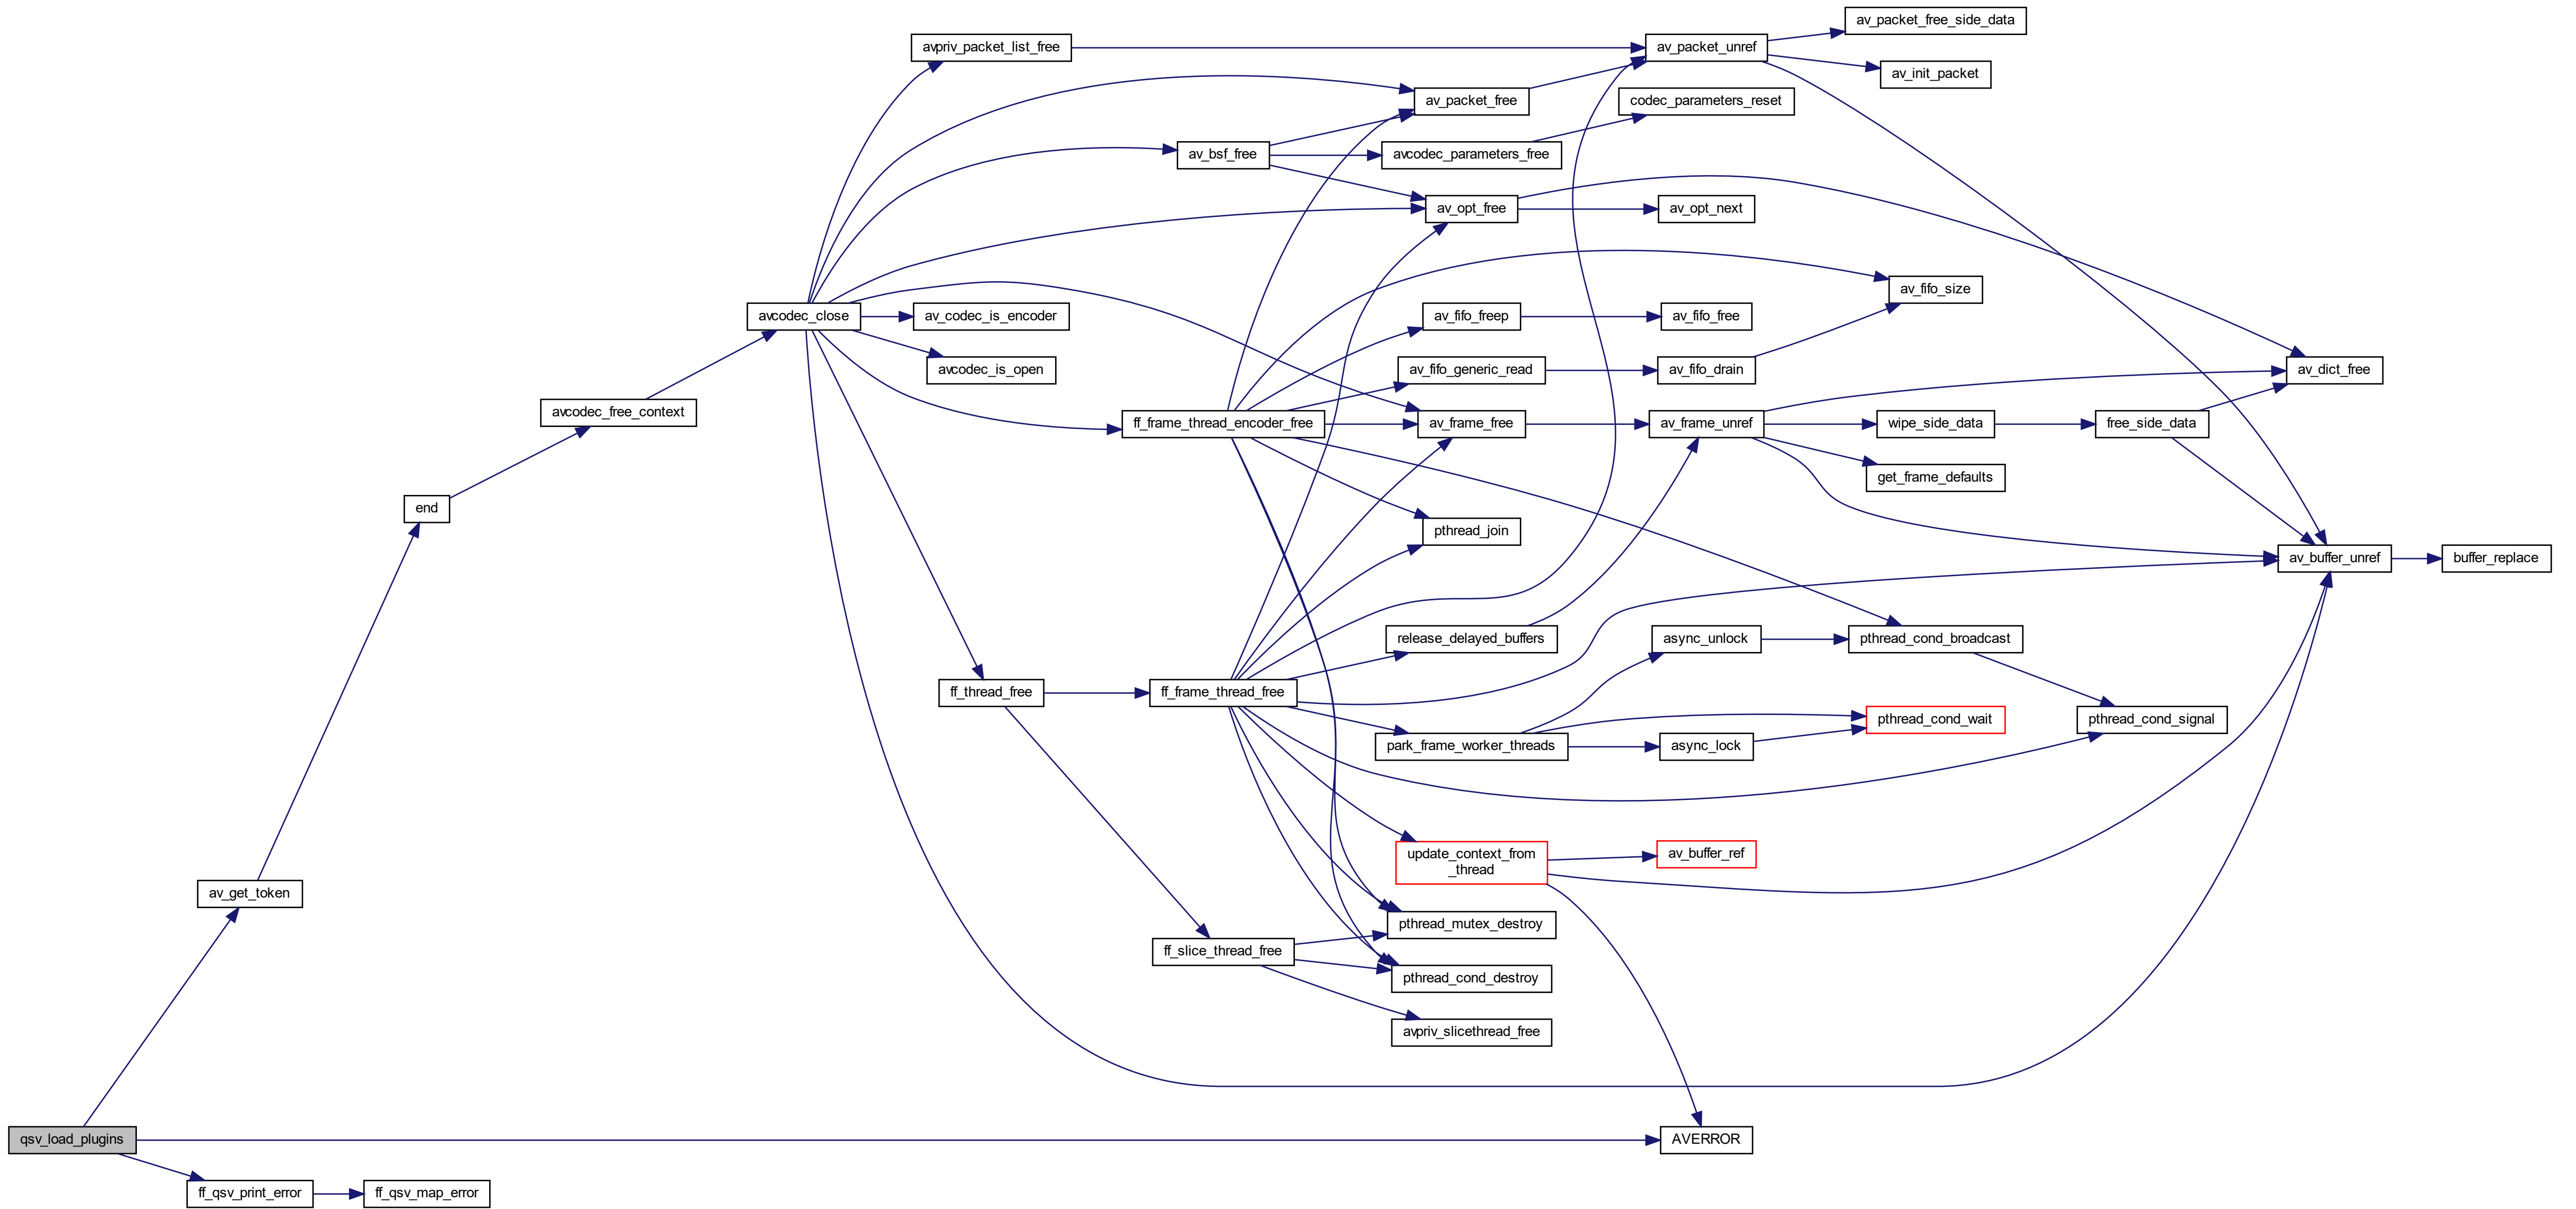 av_packet_free_side_data
avpriv_packet_list_free
av_packet_unref
av_init_packet
av_packet_free
codec_parameters_reset
av_bsf_free
avcodec_parameters_free
av_opt_free
av_opt_next
av_fifo_size
avcodec_close
av_codec_is_encoder
av_fifo_freep
av_fifo_free
avcodec_is_open
av_fifo_generic_read
av_fifo_drain
av_dict_free
avcodec_free_context
ff_frame_thread_encoder_free
av_frame_free
av_frame_unref
wipe_side_data
free_side_data
get_frame_defaults
end
pthread_join
av_buffer_unref
buffer_replace
release_delayed_buffers
async_unlock
pthread_cond_broadcast
ff_thread_free
ff_frame_thread_free
pthread_cond_wait
pthread_cond_signal
park_frame_worker_threads
async_lock
update_context_from
_thread
av_buffer_ref
av_get_token
pthread_mutex_destroy
ff_slice_thread_free
pthread_cond_destroy
avpriv_slicethread_free
qsv_load_plugins
AVERROR
ff_qsv_print_error
ff_qsv_map_error